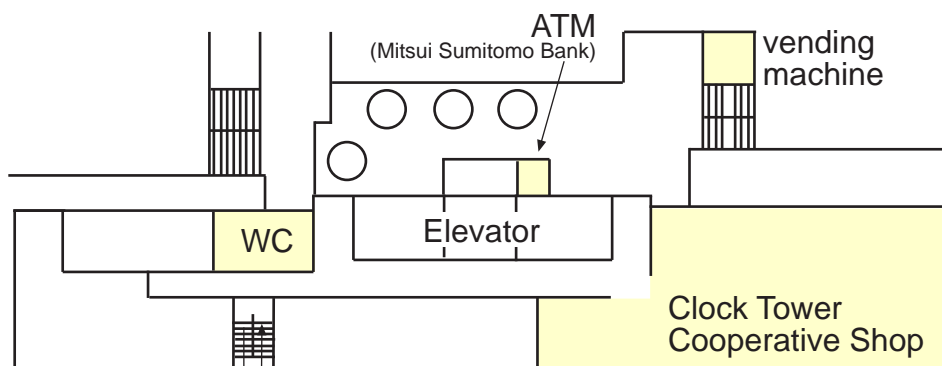 ATM
(Mitsui Sumitomo Bank)
vending
machine
WC
Elevator
Clock Tower
Cooperative Shop